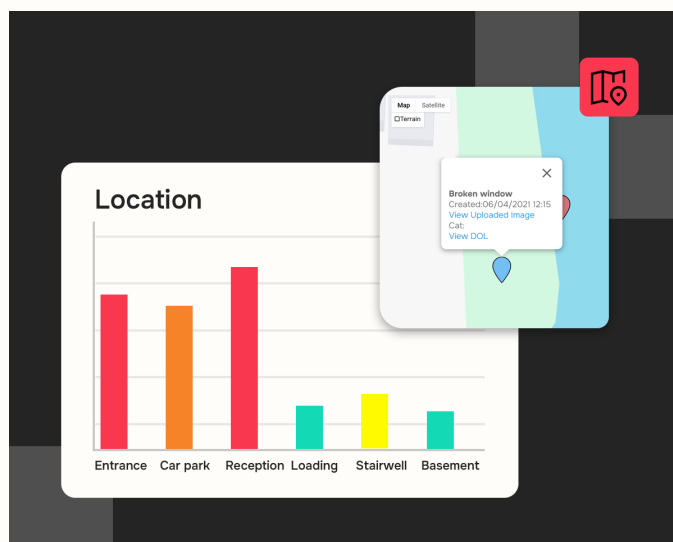 Map Satellite
Terrain
Broken window
Created:06/04/2021 12:15
View Uploaded Image
Cat:
View DOL
Location
Entrance Car park Reception Loading Stairwell Basement